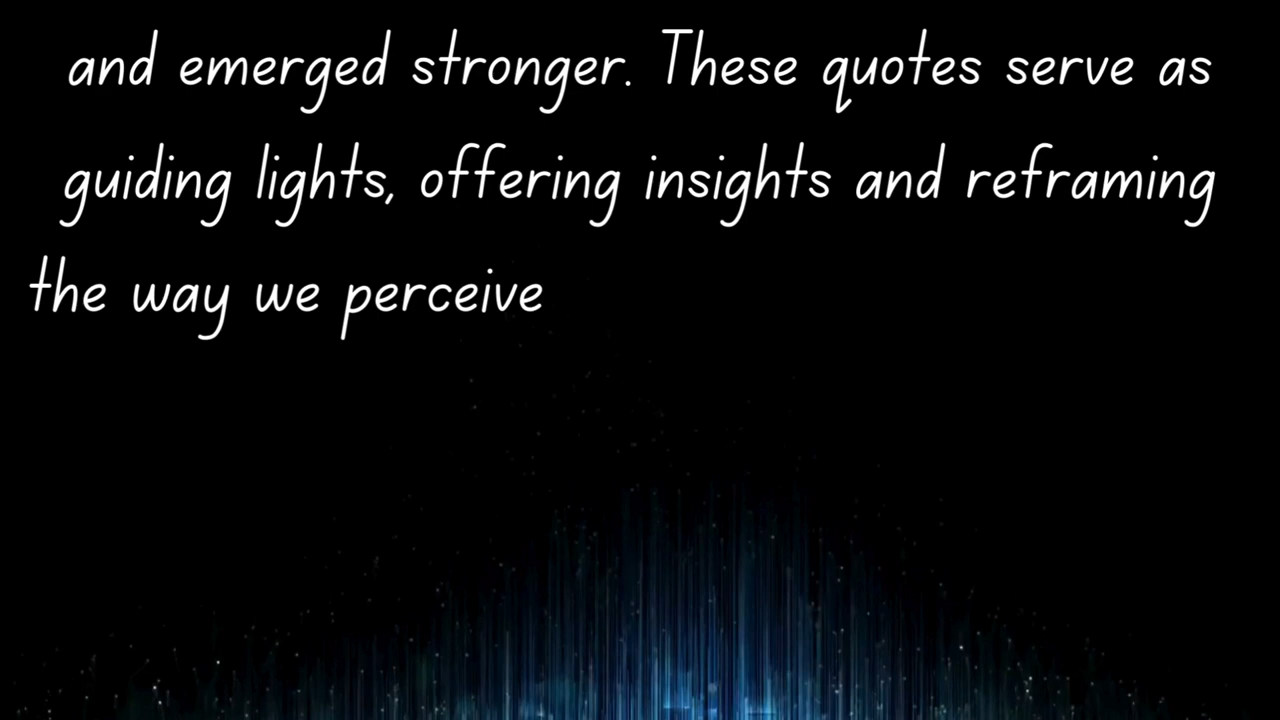 and emerged stronger. These quotes serve as
guiding lights, offering insights and reframing
the way we perceive